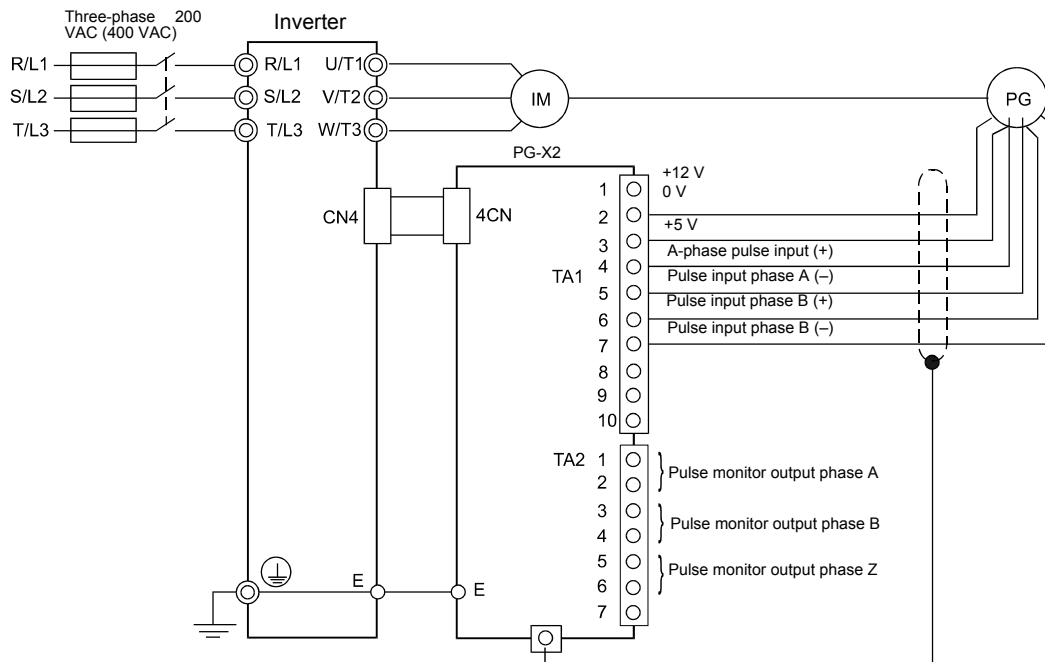 Three-phase 200
VAC (400 VAC)
Inverter
R/L1
R/L1 U/T1
S/L2
S/L2 V/T2
T/L3
T/L3 W/T3
IM
PG
PG-X2
CN4
4CN
TA1
1
2
3
4
5
6
7
8
9
10
+12 V
0 V
+5 V
A-phase pulse input (+)
Pulse input phase A (–)
Pulse input phase B (+)
Pulse input phase B (–)
TA2
1
2
3
4
5
6
7
Pulse monitor output phase A
Pulse monitor output phase B
Pulse monitor output phase Z
E
E